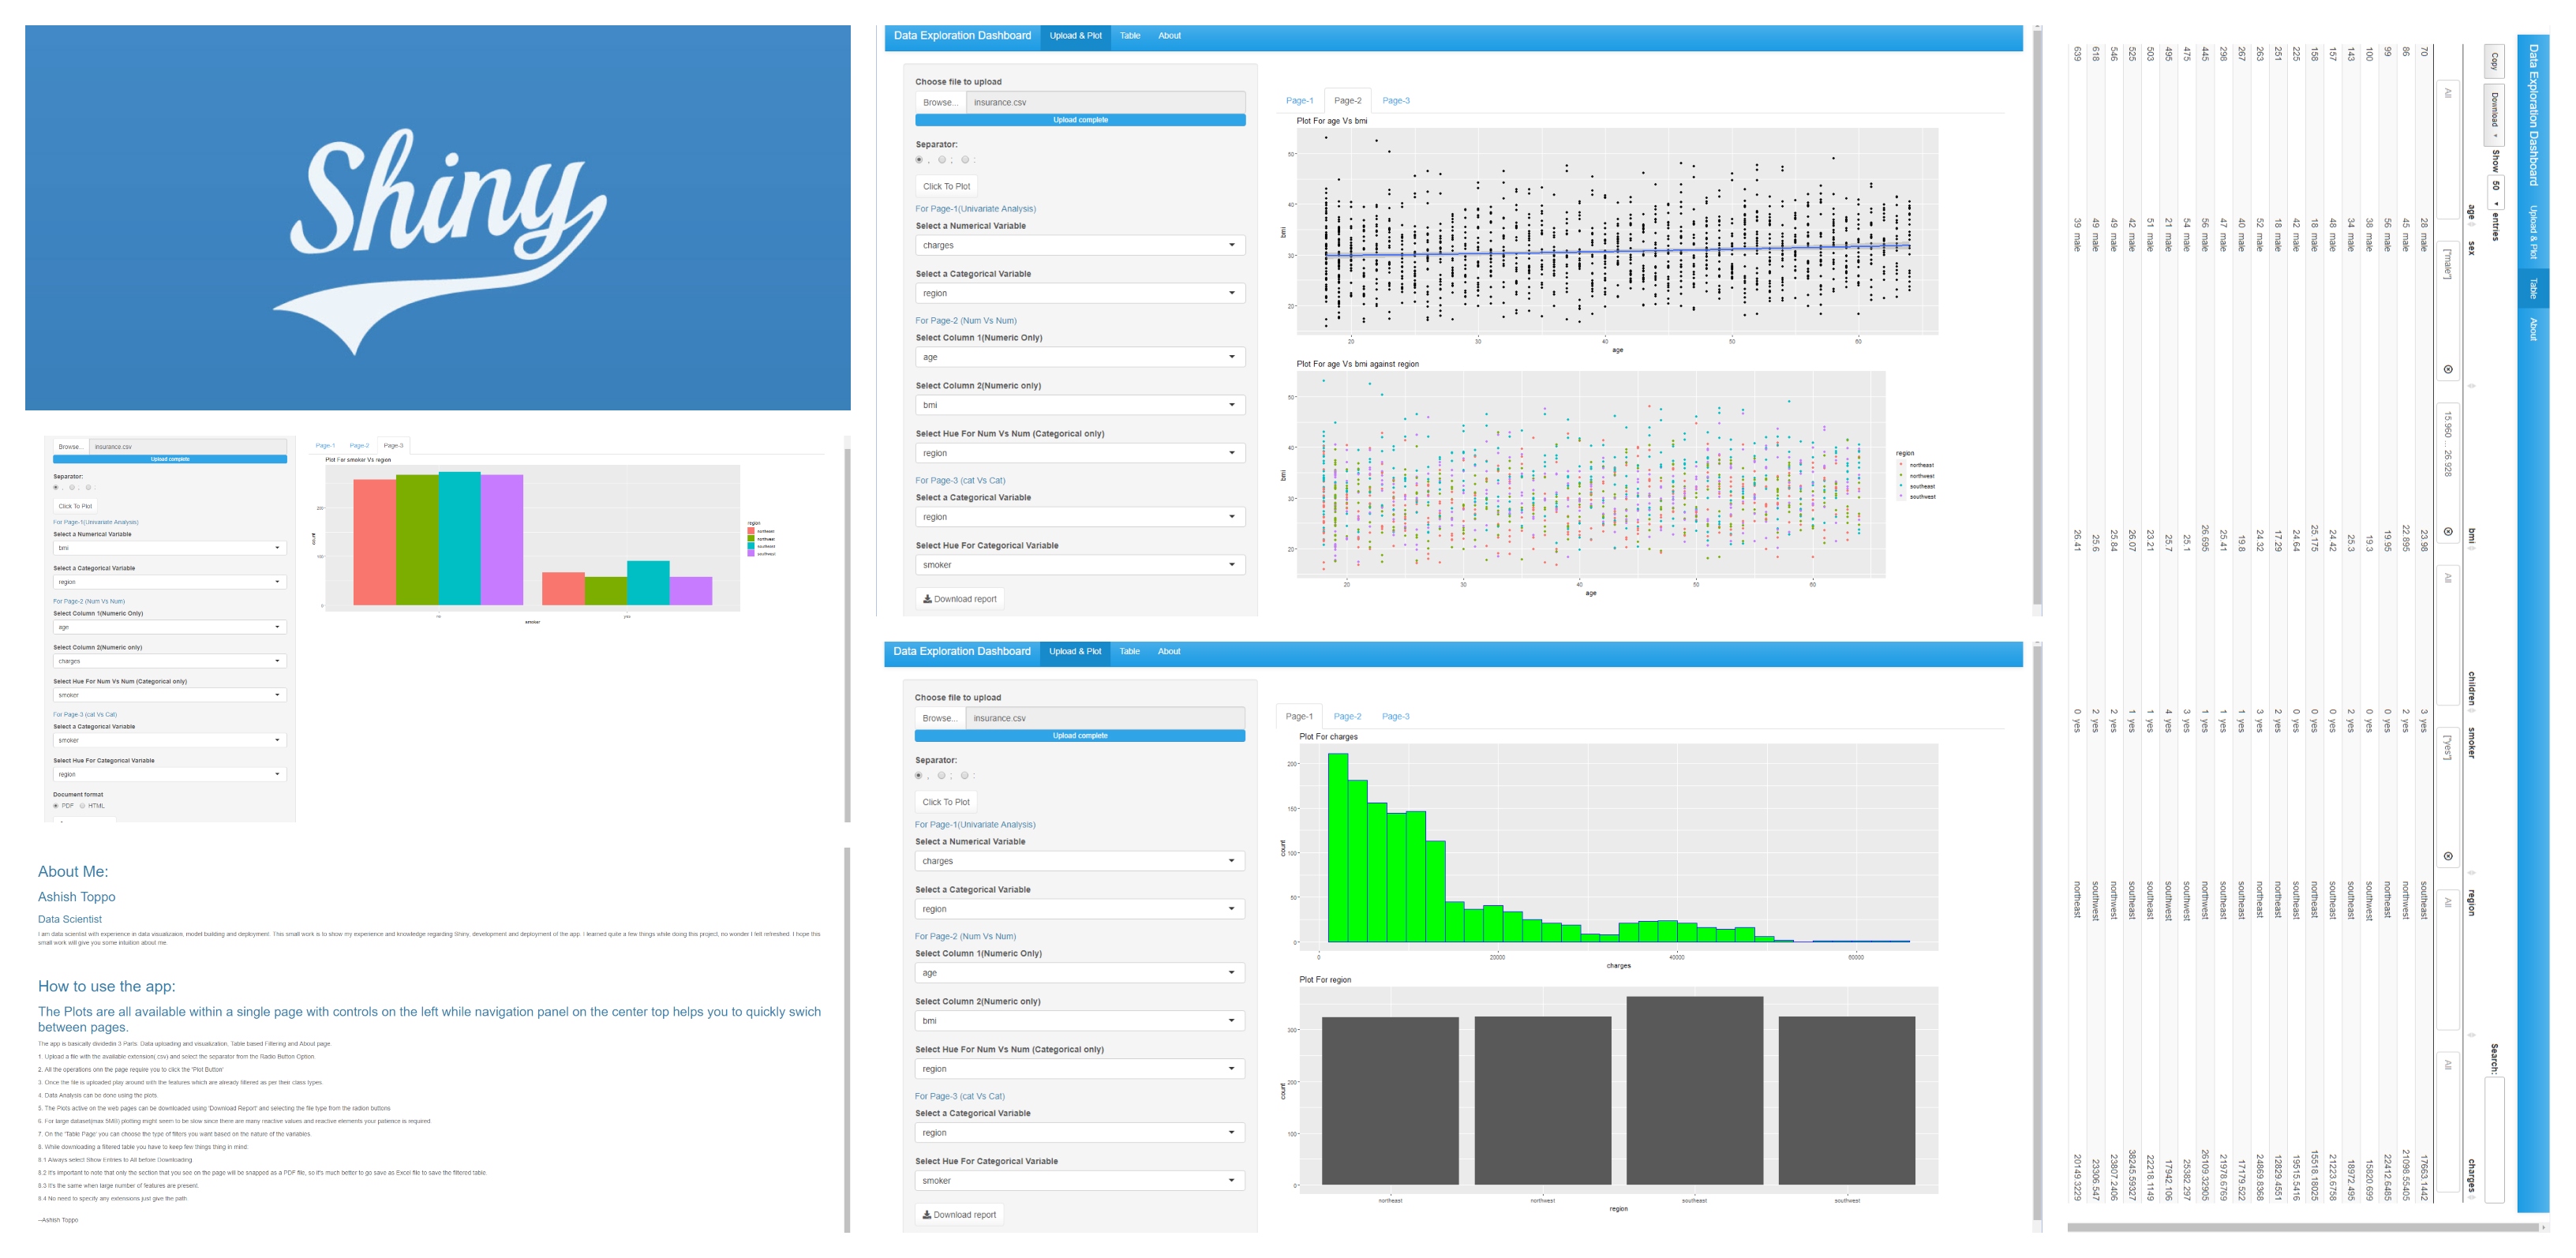 Shiny
Browse... insurance.csv
Upload complete
Separator:
, ; :
Click To Plot
For Page-1(Univariate Analysis)
Select a Numerical Variable
bmi
Select a Categorical Variable
region
For Page-2 (Num Vs Num)
Select Column 1(Numeric Only)
age
Select Column 2(Numeric only)
charges
Select Hue For Num Vs Num (Categorical only)
smoker
For Page-3 (cat Vs Cat)
Select a Categorical Variable
smoker
Select Hue For Categorical Variable
region
Document format
PDF HTML
Page-1 Page-2 Page-3
Plot For smoker Vs region
200
100
0
no yes
smoker
region
northeast
northwest
southeast
southwest
About Me:
Ashish Toppo
Data Scientist
I am data scientist with experience in data visualizaion, model building and deployment. This small work is to show my experience and knowledge regarding Shiny, development and deployment of the app. I learned quite a few things while doing this project, no wonder I fell refreshed. I hope this
small work will give you some intuition about me.
How to use the app:
The Plots are all available within a single page with controls on the left while navigation panel on the center top helps you to quickly swich
between pages.
The app is basically dividedin 3 Parts: Data uploading and visualization, Table based Filtering and About page.
1. Upload a file with the available extension(.csv) and select the separator from the Radio Button Option.
2. All the operations onn the page require you to click the 'Plot Button'
3. Once the file is uploaded play around with the features which are already filtered as per their class types.
4. Data Analysis can be done using the plots.
5. The Plots active on the web pages can be downloaded using 'Download Report' and selecting the file type from the radion buttons
6. For large dataset(max 5MB) plotting might seem to be slow since there are many reactive values and reactive elements your patience is required.
7. On the 'Table Page' you can choose the type of filters you want based on the nature of the variables.
8. While downloading a filtered table you have to keep few things thing in mind:
8.1 Always select Show Entries to All before Downloading.
8.2 It's important to note that only the section that you see on the page will be snapped as a PDF file, so it's much better to go save as Excel file to save the filtered table.
8.3 It's the same when large number of features are present.
8.4 No need to specify any extensions just give the path.
--Ashish Toppo
Data Exploration Dashboard Upload & Plot Table About
Choose file to upload
Browse... insurance.csv
Upload complete
Separator:
, ; :
Click To Plot
For Page-1(Univariate Analysis)
Select a Numerical Variable
charges
Select a Categorical Variable
region
For Page-2 (Num Vs Num)
Select Column 1(Numeric Only)
age
Select Column 2(Numeric only)
bmi
Select Hue For Num Vs Num (Categorical only)
region
For Page-3 (cat Vs Cat)
Select a Categorical Variable
region
Select Hue For Categorical Variable
smoker
Download report
Page-1 Page-2 Page-3
Plot For age Vs bmi
50
40
30
20
bmi
20 30 40 50 60
age
Plot For age Vs bmi against region
50
40
30
20
bmi
20 30 40 50 60
age
region
northeast
northwest
southeast
southwest
Data Exploration Dashboard Upload & Plot Table About
Choose file to upload
Browse... insurance.csv
Upload complete
Separator:
, ; :
Click To Plot
For Page-1(Univariate Analysis)
Select a Numerical Variable
charges
Select a Categorical Variable
region
For Page-2 (Num Vs Num)
Select Column 1(Numeric Only)
age
Select Column 2(Numeric only)
bmi
Select Hue For Num Vs Num (Categorical only)
region
For Page-3 (cat Vs Cat)
Select a Categorical Variable
region
Select Hue For Categorical Variable
smoker
Download report
Page-1 Page-2 Page-3
Plot For charges
200
150
100
50
0
count
0 20000 40000 60000
charges
Plot For region
300
200
100
0
count
northeast northwest southeast southwest
region
Data Exploration Dashboard Upload & Plot Table About
Copy Download Show 50 entries Search:
age sex bmi children smoker region charges
All ["male"] 15.960 ... 26.928 All ["yes"] All All
70 28 male 23.98 3 yes southeast 17663.1442
86 45 male 22.895 2 yes northwest 21098.55405
99 56 male 19.95 0 yes northeast 22412.6485
100 38 male 19.3 0 yes southwest 15820.699
143 34 male 25.3 2 yes southeast 18972.495
157 48 male 24.42 0 yes southeast 21223.6758
158 18 male 25.175 0 yes northeast 15518.18025
225 42 male 24.64 0 yes southeast 19515.5416
251 18 male 17.29 2 yes northeast 12829.4551
263 52 male 24.32 3 yes northeast 24869.8368
267 40 male 19.8 1 yes southeast 17179.522
298 47 male 25.41 1 yes southeast 21978.6769
445 56 male 26.695 1 yes northwest 26109.32905
475 54 male 25.1 3 yes southwest 25382.297
495 21 male 25.7 4 yes southwest 17942.106
503 51 male 23.21 1 yes southeast 22218.1149
525 42 male 26.07 1 yes southeast 38245.59327
546 49 male 25.84 2 yes northwest 23807.2406
618 49 male 25.6 2 yes southwest 23306.547
639 39 male 26.41 0 yes northeast 20149.3229